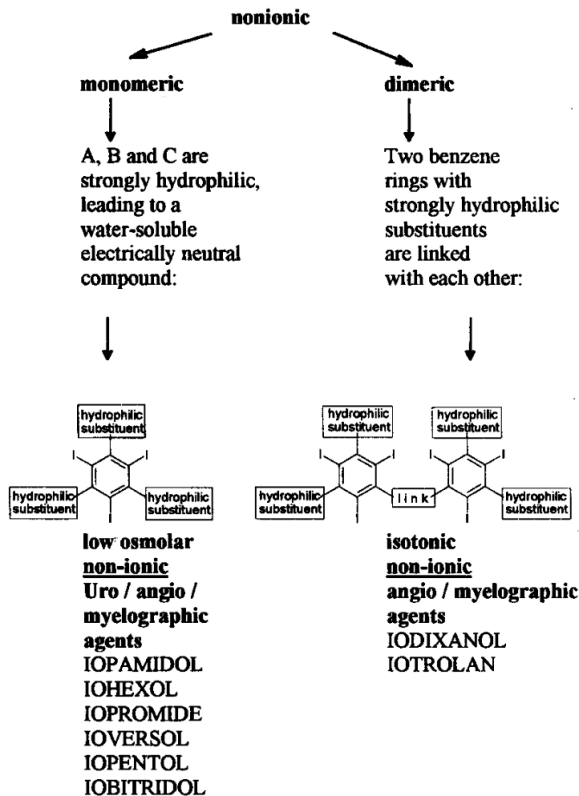 nonionic
monomeric
A, B and C are
strongly hydrophilic,
leading to a
water-soluble
electrically neutral
compound:
hydrophilic
substituent
I
I
hydrophilic
substituent
hydrophilic
substituent
I
low osmolar
non-ionic
Uro / angio /
myelographic
agents
IOPAMIDOL
IOHEXOL
IOPROMIDE
IOVERSOL
IOPENTOL
IOBITRIDOL
dimeric
Two benzene
rings with
strongly hydrophilic
substituents
are linked
with each other:
hydrophilic
substituent
hydrophilic
substituent
I
I
I
I
hydrophilic
substituent
link
hydrophilic
substituent
I
I
isotonic
non-ionic
angio / myelographic
agents
IODIXANOL
IOTROLAN